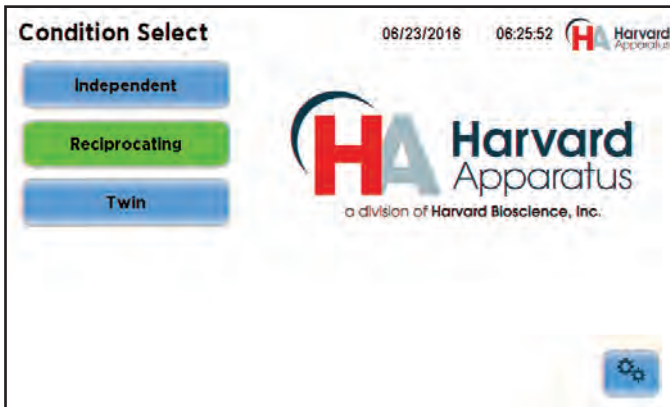 Condition Select
06/23/2016 06:25:52 HA Harvard
Apparatus
Independent
Reciprocating
Twin
HA Harvard
Apparatus
a division of Harvard Bioscience, Inc.